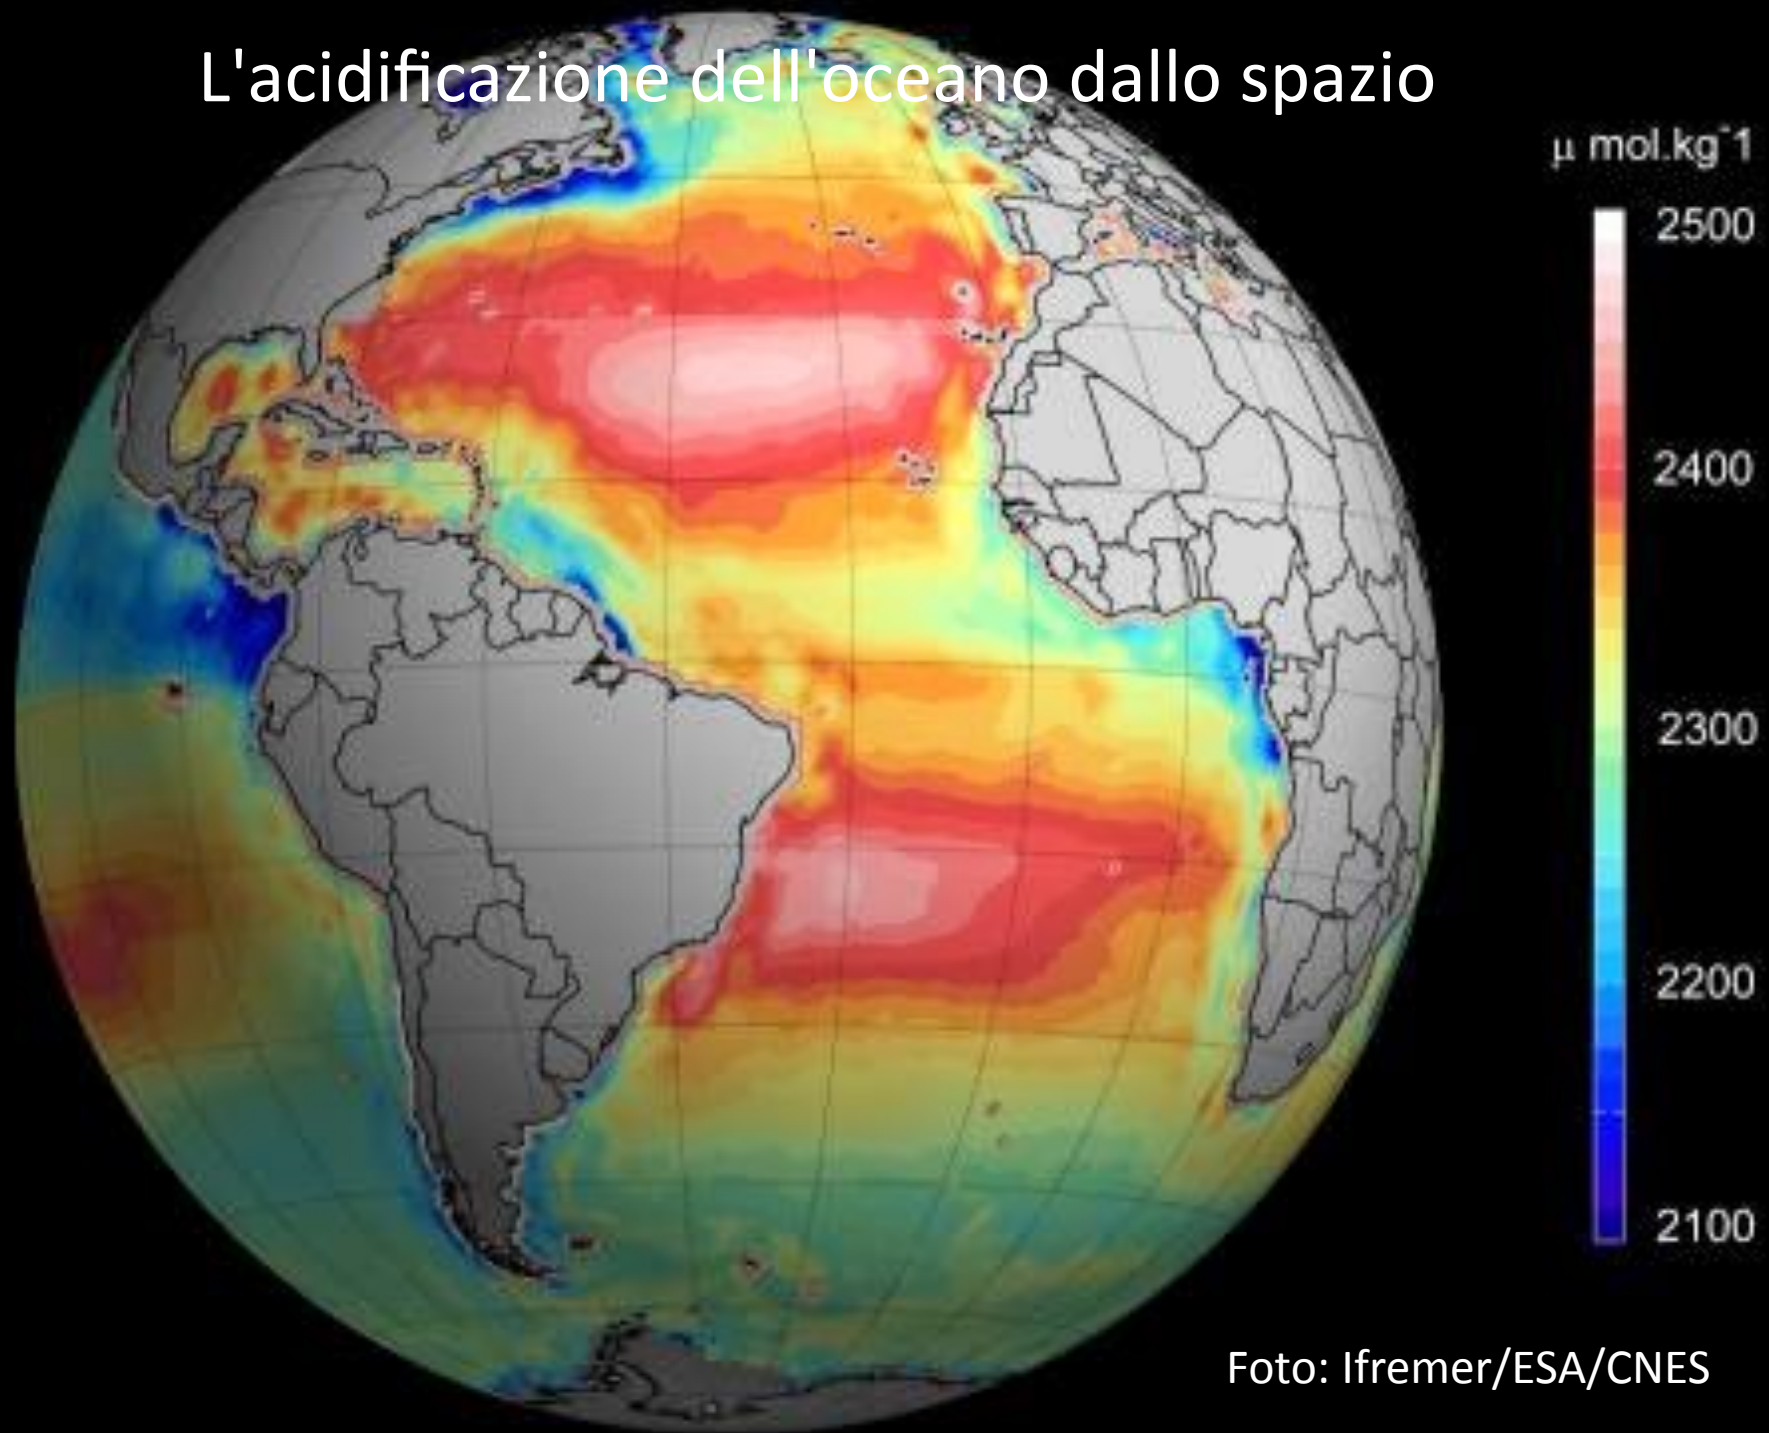 L'acidificazione dell'oceano dallo spazio
μ mol.kg⁻1
2500
2400
2300
2200
2100
Foto: Ifremer/ESA/CNES